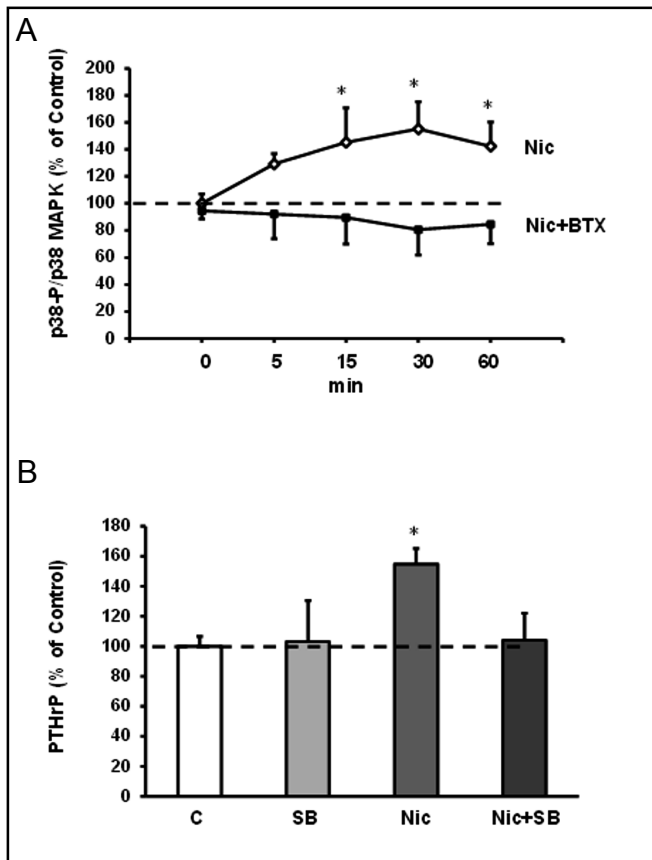 A
p38-P/p38 MAPK (% of Control)
200
180
160
140
120
100
80
60
40
20
0
* * *
Nic
Nic+BTX
0 5 15 30 60
min
B
PTHrP (% of Control)
180
160
140
120
100
80
60
40
20
0
*
C SB Nic Nic+SB